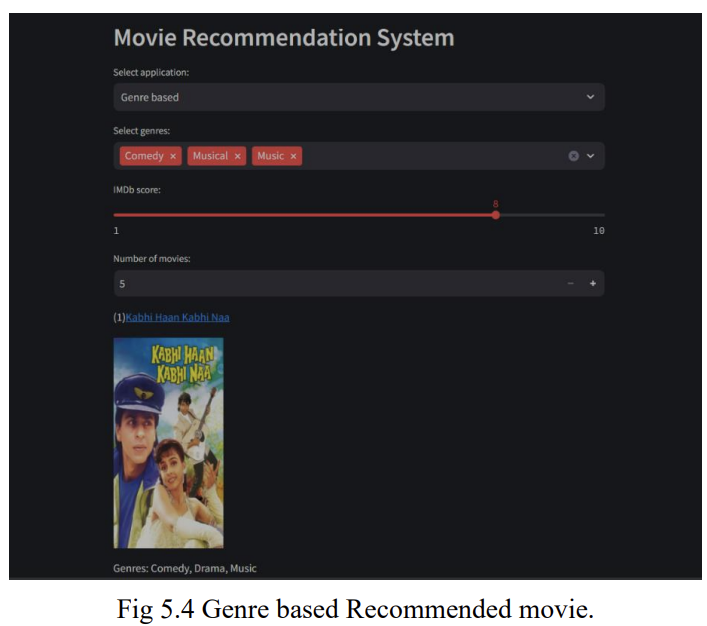 Movie Recommendation System
Select application:
Genre based
Select genres:
Comedy × Musical × Music ×
IMDb score:
8
1 10
Number of movies:
5 − +
(1)Kabhi Haan Kabhi Naa
KABHI HAAN
KABHI NAA
Genres: Comedy, Drama, Music
Fig 5.4 Genre based Recommended movie.